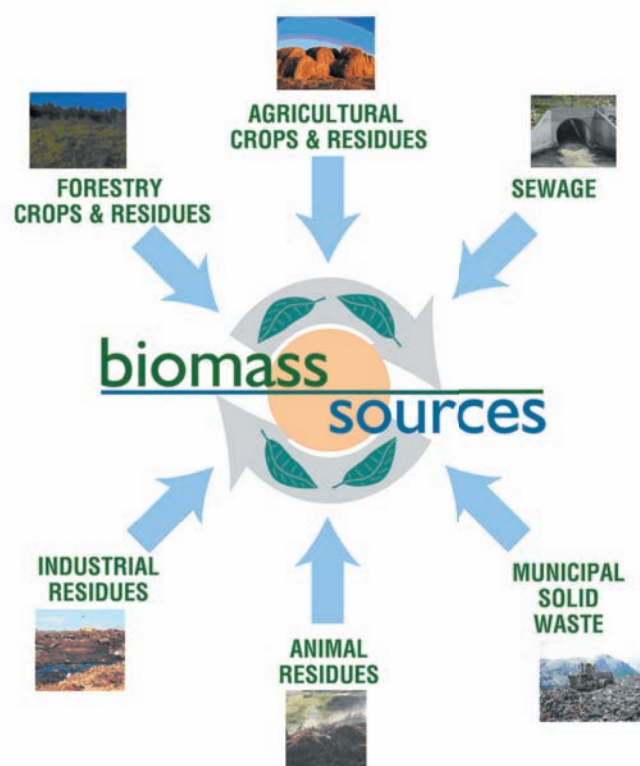 AGRICULTURAL
CROPS & RESIDUES
FORESTRY
CROPS & RESIDUES
SEWAGE
biomass
sources
INDUSTRIAL
RESIDUES
ANIMAL
RESIDUES
MUNICIPAL
SOLID
WASTE